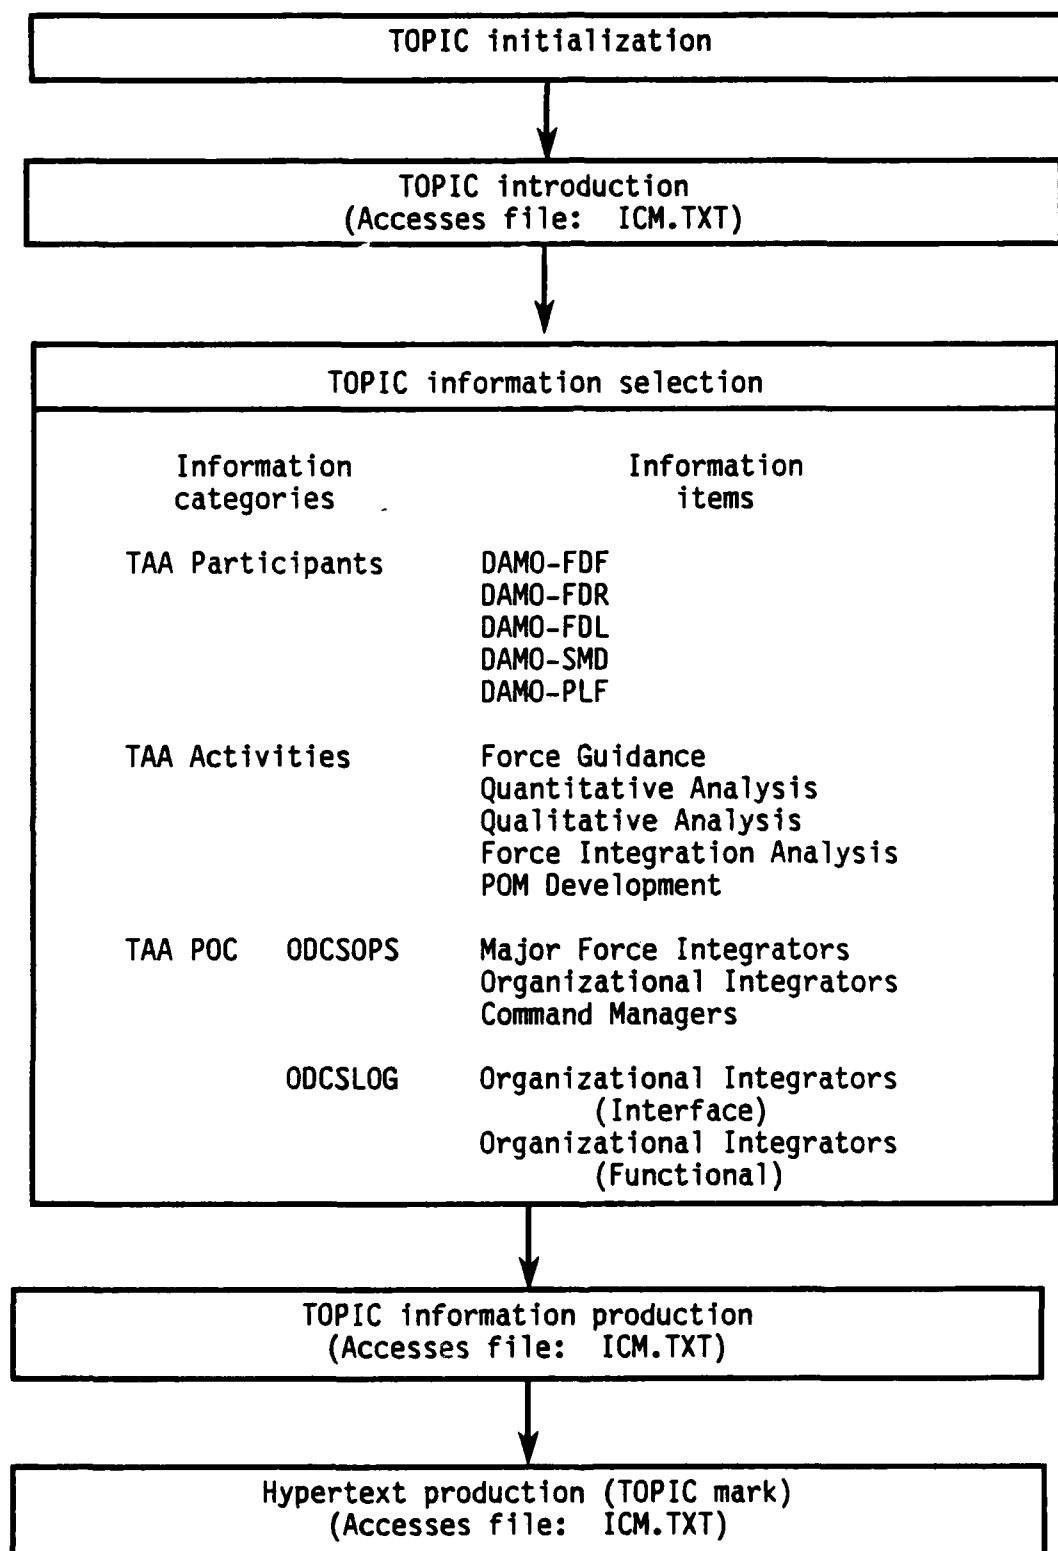 TOPIC initialization
TOPIC introduction
(Accesses file: ICM.TXT)
TOPIC information selection
Information categories
Information items
TAA Participants DAMO-FDF
DAMO-FDR
DAMO-FDL
DAMO-SMD
DAMO-PLF
TAA Activities Force Guidance
Quantitative Analysis
Qualitative Analysis
Force Integration Analysis
POM Development
TAA POC ODCSOPS Major Force Integrators
Organizational Integrators
Command Managers
ODCSLOG Organizational Integrators
(Interface)
Organizational Integrators
(Functional)
TOPIC information production
(Accesses file: ICM.TXT)
Hypertext production (TOPIC mark)
(Accesses file: ICM.TXT)